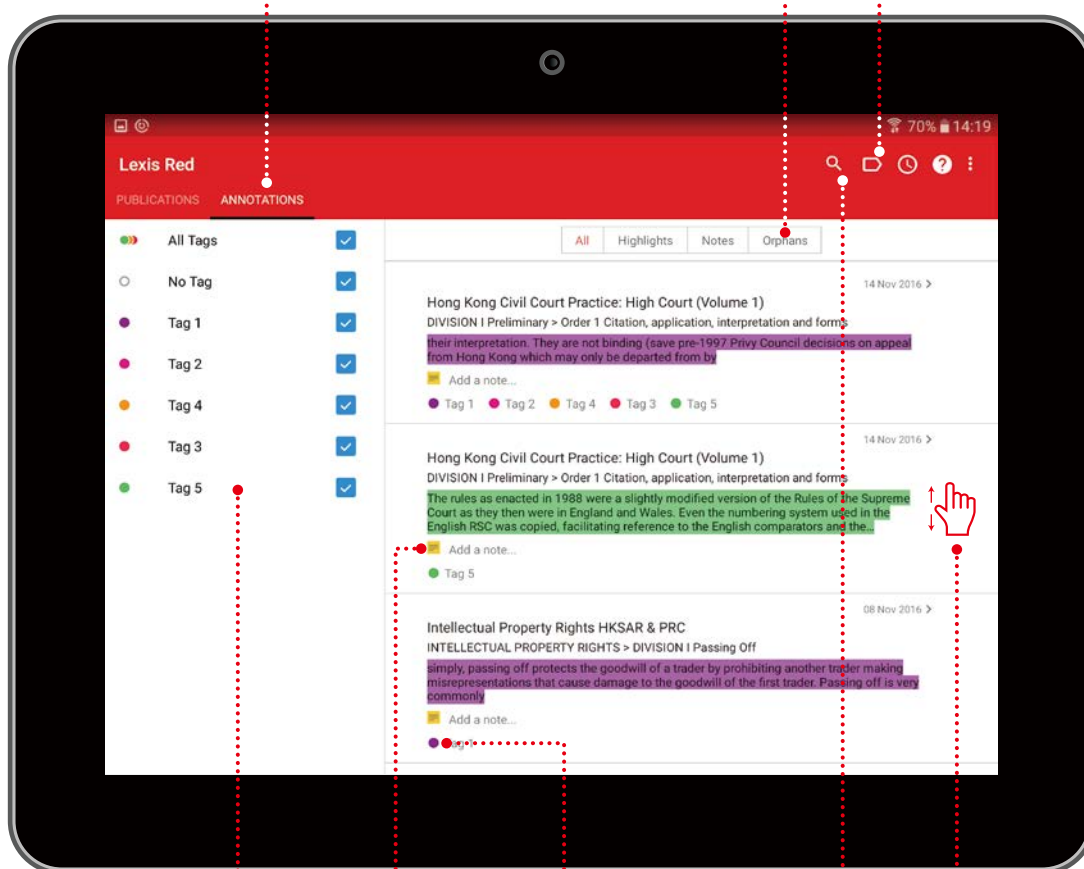 70% 14:19
Lexis Red
PUBLICATIONS ANNOTATIONS
All Tags
No Tag
Tag 1
Tag 2
Tag 4
Tag 3
Tag 5
All Highlights Notes Orphans
14 Nov 2016 >
Hong Kong Civil Court Practice: High Court (Volume 1)
DIVISION I Preliminary > Order 1 Citation, application, interpretation and forms
their interpretation. They are not binding (save pre-1997 Privy Council decisions on appeal
from Hong Kong which may only be departed from by
Add a note...
Tag 1 Tag 2 Tag 4 Tag 3 Tag 5
14 Nov 2016 >
Hong Kong Civil Court Practice: High Court (Volume 1)
DIVISION I Preliminary > Order 1 Citation, application, interpretation and forms
The rules as enacted in 1988 were a slightly modified version of the Rules of the Supreme
Court as they then were in England and Wales. Even the numbering system used in the
English RSC was copied, facilitating reference to the English comparators and the...
Add a note...
Tag 5
08 Nov 2016 >
Intellectual Property Rights HKSAR & PRC
INTELLECTUAL PROPERTY RIGHTS > DIVISION I Passing Off
simply, passing off protects the goodwill of a trader by prohibiting another trader making
misrepresentations that cause damage to the goodwill of the first trader. Passing off is very
commonly
Add a note...
Tag 1